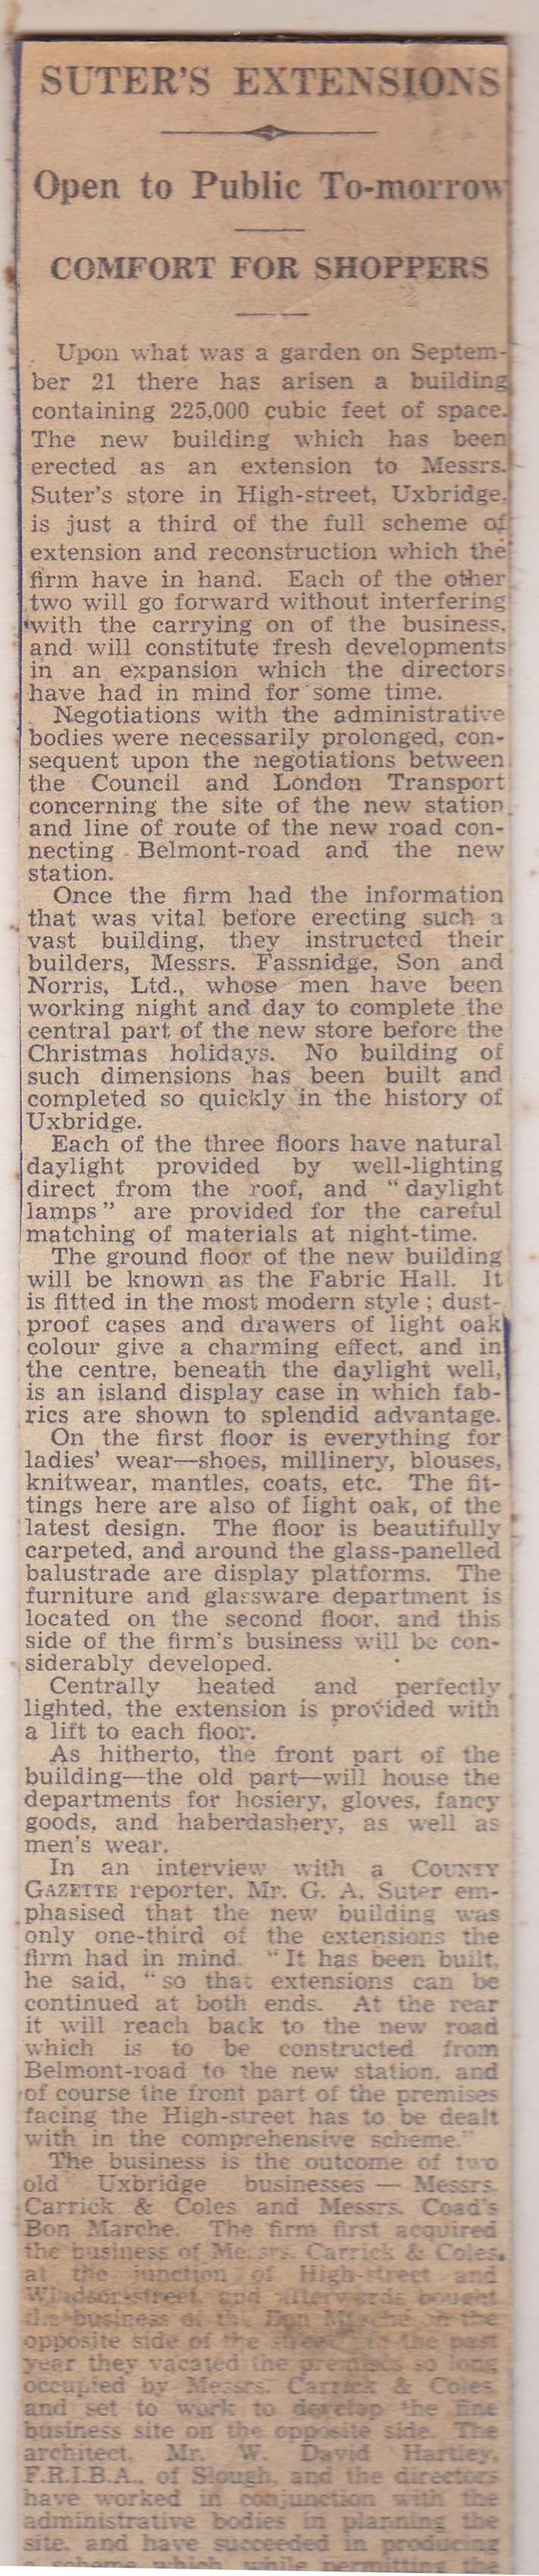 SUTER'S EXTENSIONS
Open to Public To-morrow
COMFORT FOR SHOPPERS
Upon what was a garden on Septem-
ber 21 there has arisen a building
containing 225,000 cubic feet of space.
The new building which has been
erected as an extension to Messrs.
Suter's store in High-street, Uxbridge,
is just a third of the full scheme of
extension and reconstruction which the
firm have in hand. Each of the other
two will go forward without interfering
with the carrying on of the business,
and will constitute fresh developments
in an expansion which the directors
have had in mind for some time.
Negotiations with the administrative
bodies were necessarily prolonged, con-
sequent upon the negotiations between
the Council and London Transport
concerning the site of the new station
and line of route of the new road con-
necting Belmont-road and the new
station.
Once the firm had the information
that was vital before erecting such a
vast building, they instructed their
builders, Messrs. Fassnidge, Son and
Norris, Ltd., whose men have been
working night and day to complete the
central part of the new store before the
Christmas holidays. No building of
such dimensions has been built and
completed so quickly in the history of
Uxbridge.
Each of the three floors have natural
daylight provided by well-lighting
direct from the roof, and "daylight
lamps" are provided for the careful
matching of materials at night-time.
The ground floor of the new building
will be known as the Fabric Hall. It
is fitted in the most modern style; dust-
proof cases and drawers of light oak
colour give a charming effect, and in
the centre, beneath the daylight well,
is an island display case in which fab-
rics are shown to splendid advantage.
On the first floor is everything for
ladies' wear—shoes, millinery, blouses,
knitwear, mantles, coats, etc. The fit-
tings here are also of light oak, of the
latest design. The floor is beautifully
carpeted, and around the glass-panelled
balustrade are display platforms. The
furniture and glassware department is
located on the second floor, and this
side of the firm's business will be con-
siderably developed.
Centrally heated and perfectly
lighted, the extension is provided with
a lift to each floor.
As hitherto, the front part of the
building—the old part—will house the
departments for hosiery, gloves, fancy
goods, and haberdashery, as well as
men's wear.
In an interview with a COUNTY
GAZETTE reporter, Mr. G. A. Suter em-
phasised that the new building was
only one-third of the extensions the
firm had in mind. "It has been built,
he said, "so that extensions can be
continued at both ends. At the rear
it will reach back to the new road
which is to be constructed from
Belmont-road to the new station, and
of course the front part of the premises
facing the High-street has to be dealt
with in the comprehensive scheme."
The business is the outcome of two
old Uxbridge businesses — Messrs.
Carrick & Coles and Messrs. Coad's
Bon Marche. The firm first acquired
the business of Messrs. Carrick & Coles,
at the junction of High-street and
Windsor-street, and afterwards bought
the business of the Bon Marche on the
opposite side of the street. In the past
year they vacated the premises so long
occupied by Messrs. Carrick & Coles
and set to work to develop the fine
business site on the opposite side. The
architect, Mr. W. David Hartley,
F.R.I.B.A., of Slough, and the directors
have worked in conjunction with the
administrative bodies in planning the
site, and have succeeded in producing
a scheme which, while permitting the